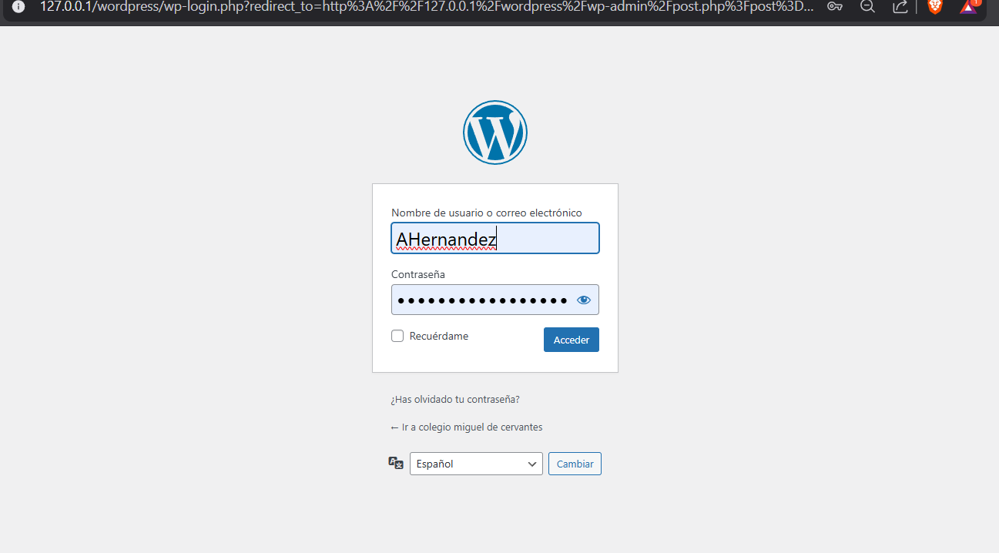 127.0.0.1/wordpress/wp-login.php?redirect_to=http%3A%2F%2F127.0.0.1%2Fwordpress%2Fwp-admin%2Fpost.php%3Fpost%3D...
1
Nombre de usuario o correo electrónico
AHernandez
Contraseña
Recuérdame
Acceder
¿Has olvidado tu contraseña?
← Ir a colegio miguel de cervantes
Español
Cambiar